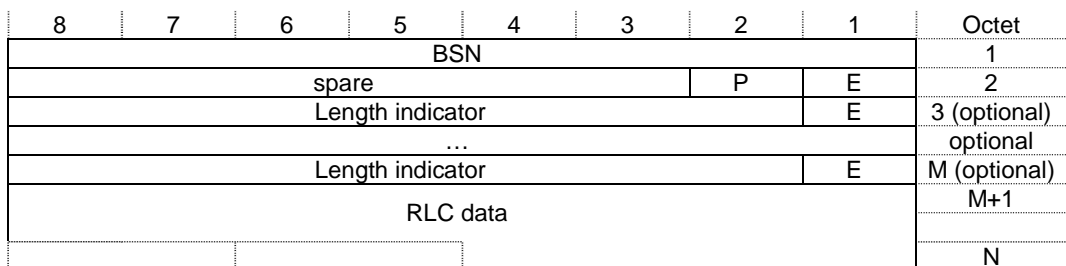 8 7 6 5 4 3 2 1 Octet
BSN 1
spare P E 2
Length indicator E 3 (optional)
… optional
Length indicator E M (optional)
RLC data M+1
N